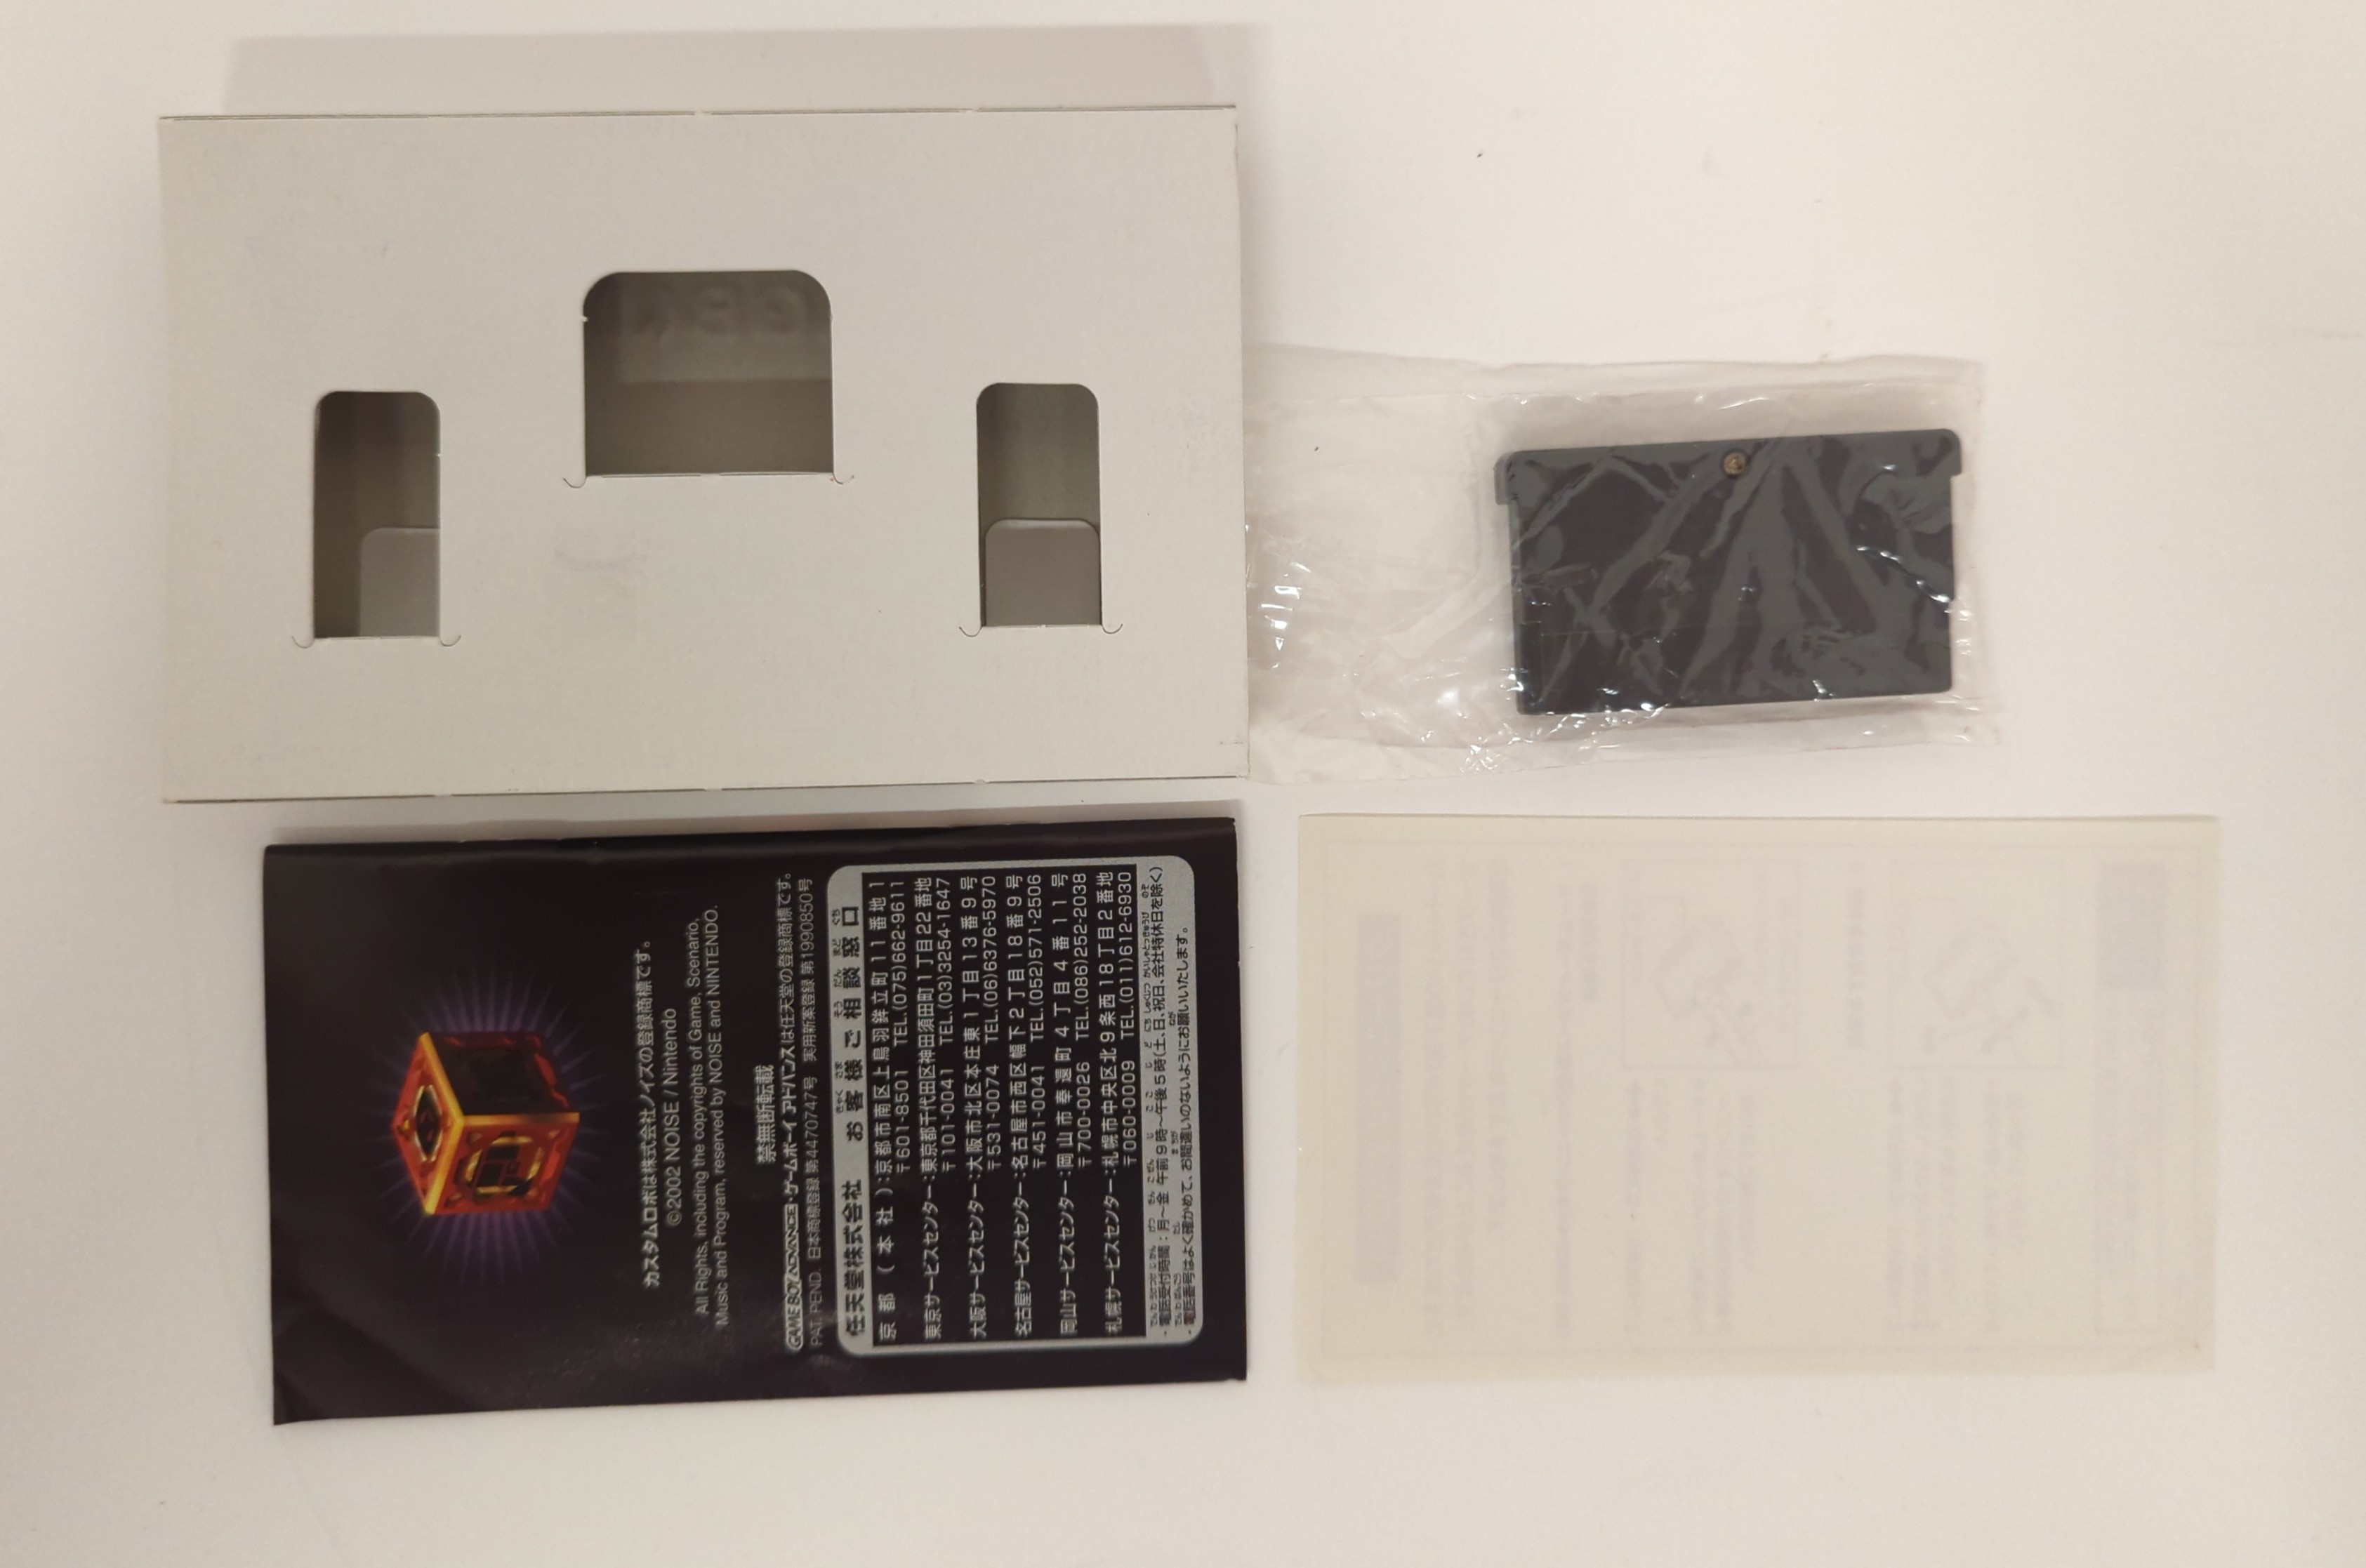 カスタムロボは株式会社ノイズの登録商標です。
©2002 NOISE / Nintendo
All Rights, including the copyrights of Game, Scenario,
Music and Program, reserved by NOISE and NINTENDO.
禁無断転載
GAME BOY ADVANCE・ゲームボーイアドバンスは任天堂の登録商標です。
PAT. PEND. 日本商標登録 第4470747号 実用新案登録 第1990850号
任天堂株式会社 お客様ご相談窓口
京都(本社):京都市南区上鳥羽鉾立町11番地1
〒601-8501 TEL.(075)662-9611
東京サービスセンター:東京都千代田区神田須田町1丁目22番地
〒101-0041 TEL.(03)3254-1647
大阪サービスセンター:大阪市北区本庄東1丁目13番9号
〒531-0074 TEL.(06)6376-5970
名古屋サービスセンター:名古屋市西区幅下2丁目18番9号
〒451-0041 TEL.(052)571-2506
岡山サービスセンター:岡山市奉還町4丁目4番11号
〒700-0026 TEL.(086)252-2038
札幌サービスセンター:札幌市中央区北9条西18丁目2番地
〒060-0009 TEL.(011)612-6930
・電話受付時間:月〜金 午前9時〜午後5時(土、日、祝日、会社特休日を除く)
・電話番号はよく確かめて、お間違いのないようにお願いいたします。